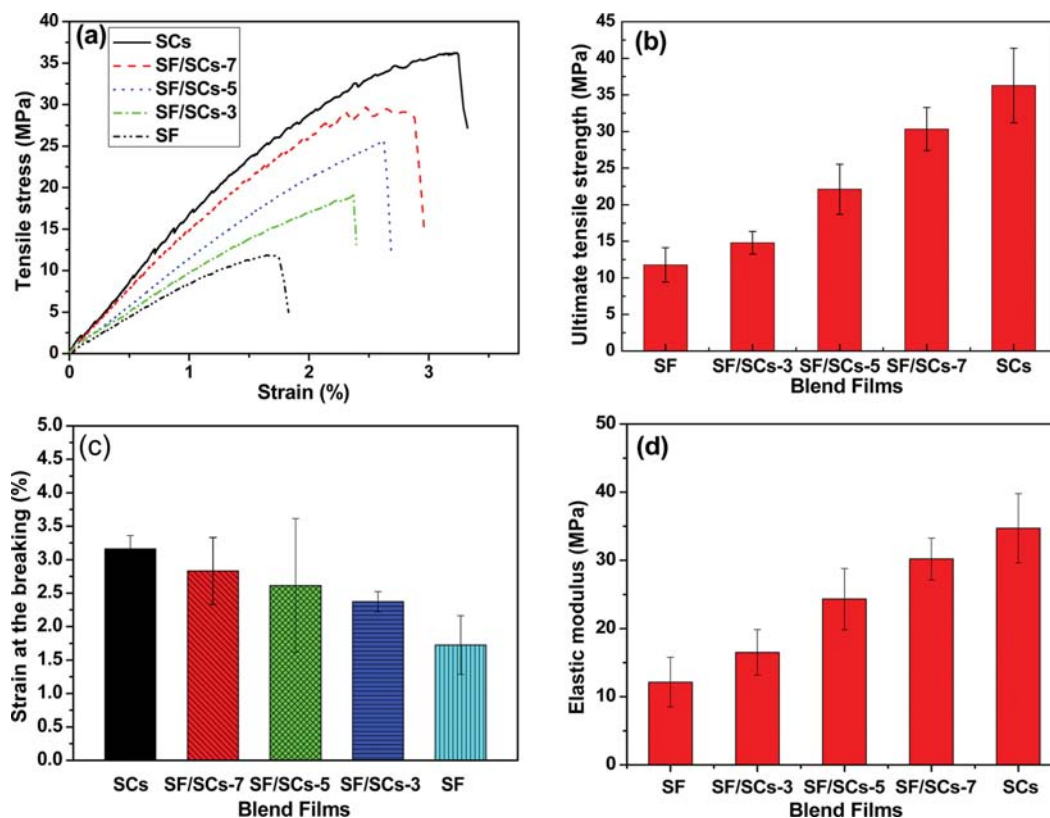 (a)
SCs
SF/SCs-7
SF/SCs-5
SF/SCs-3
SF
Tensile stress (MPa)
40
35
30
25
20
15
10
5
0
0 1 2 3
Strain (%)
(b)
Ultimate tensile strength (MPa)
45
40
35
30
25
20
15
10
5
0
SF SF/SCs-3 SF/SCs-5 SF/SCs-7 SCs
Blend Films
(c)
Strain at the breaking (%)
5.0
4.5
4.0
3.5
3.0
2.5
2.0
1.5
1.0
0.5
0.0
SCs SF/SCs-7 SF/SCs-5 SF/SCs-3 SF
Blend Films
(d)
Elastic modulus (MPa)
50
40
30
20
10
0
SF SF/SCs-3 SF/SCs-5 SF/SCs-7 SCs
Blend Films